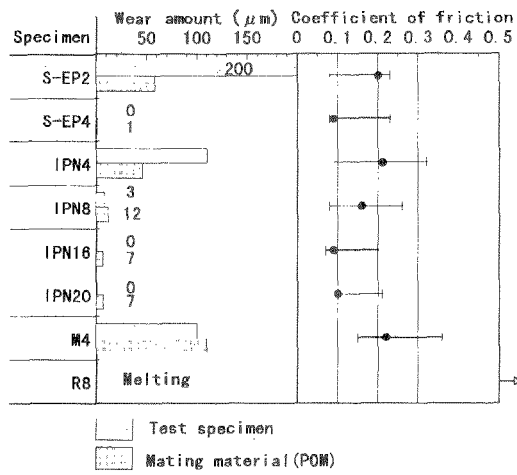 Specimen Wear amount (μm) Coefficient of friction
50 100 0 0.1 0.2 0.3 0.4 0.5
200
S-EP2
S-EP4 0
1
IPN4
3
IPN8 12
0
IPN16 7
0
IPN20 7
M4
R8 Melting
Test specimen
Mating material(POM)